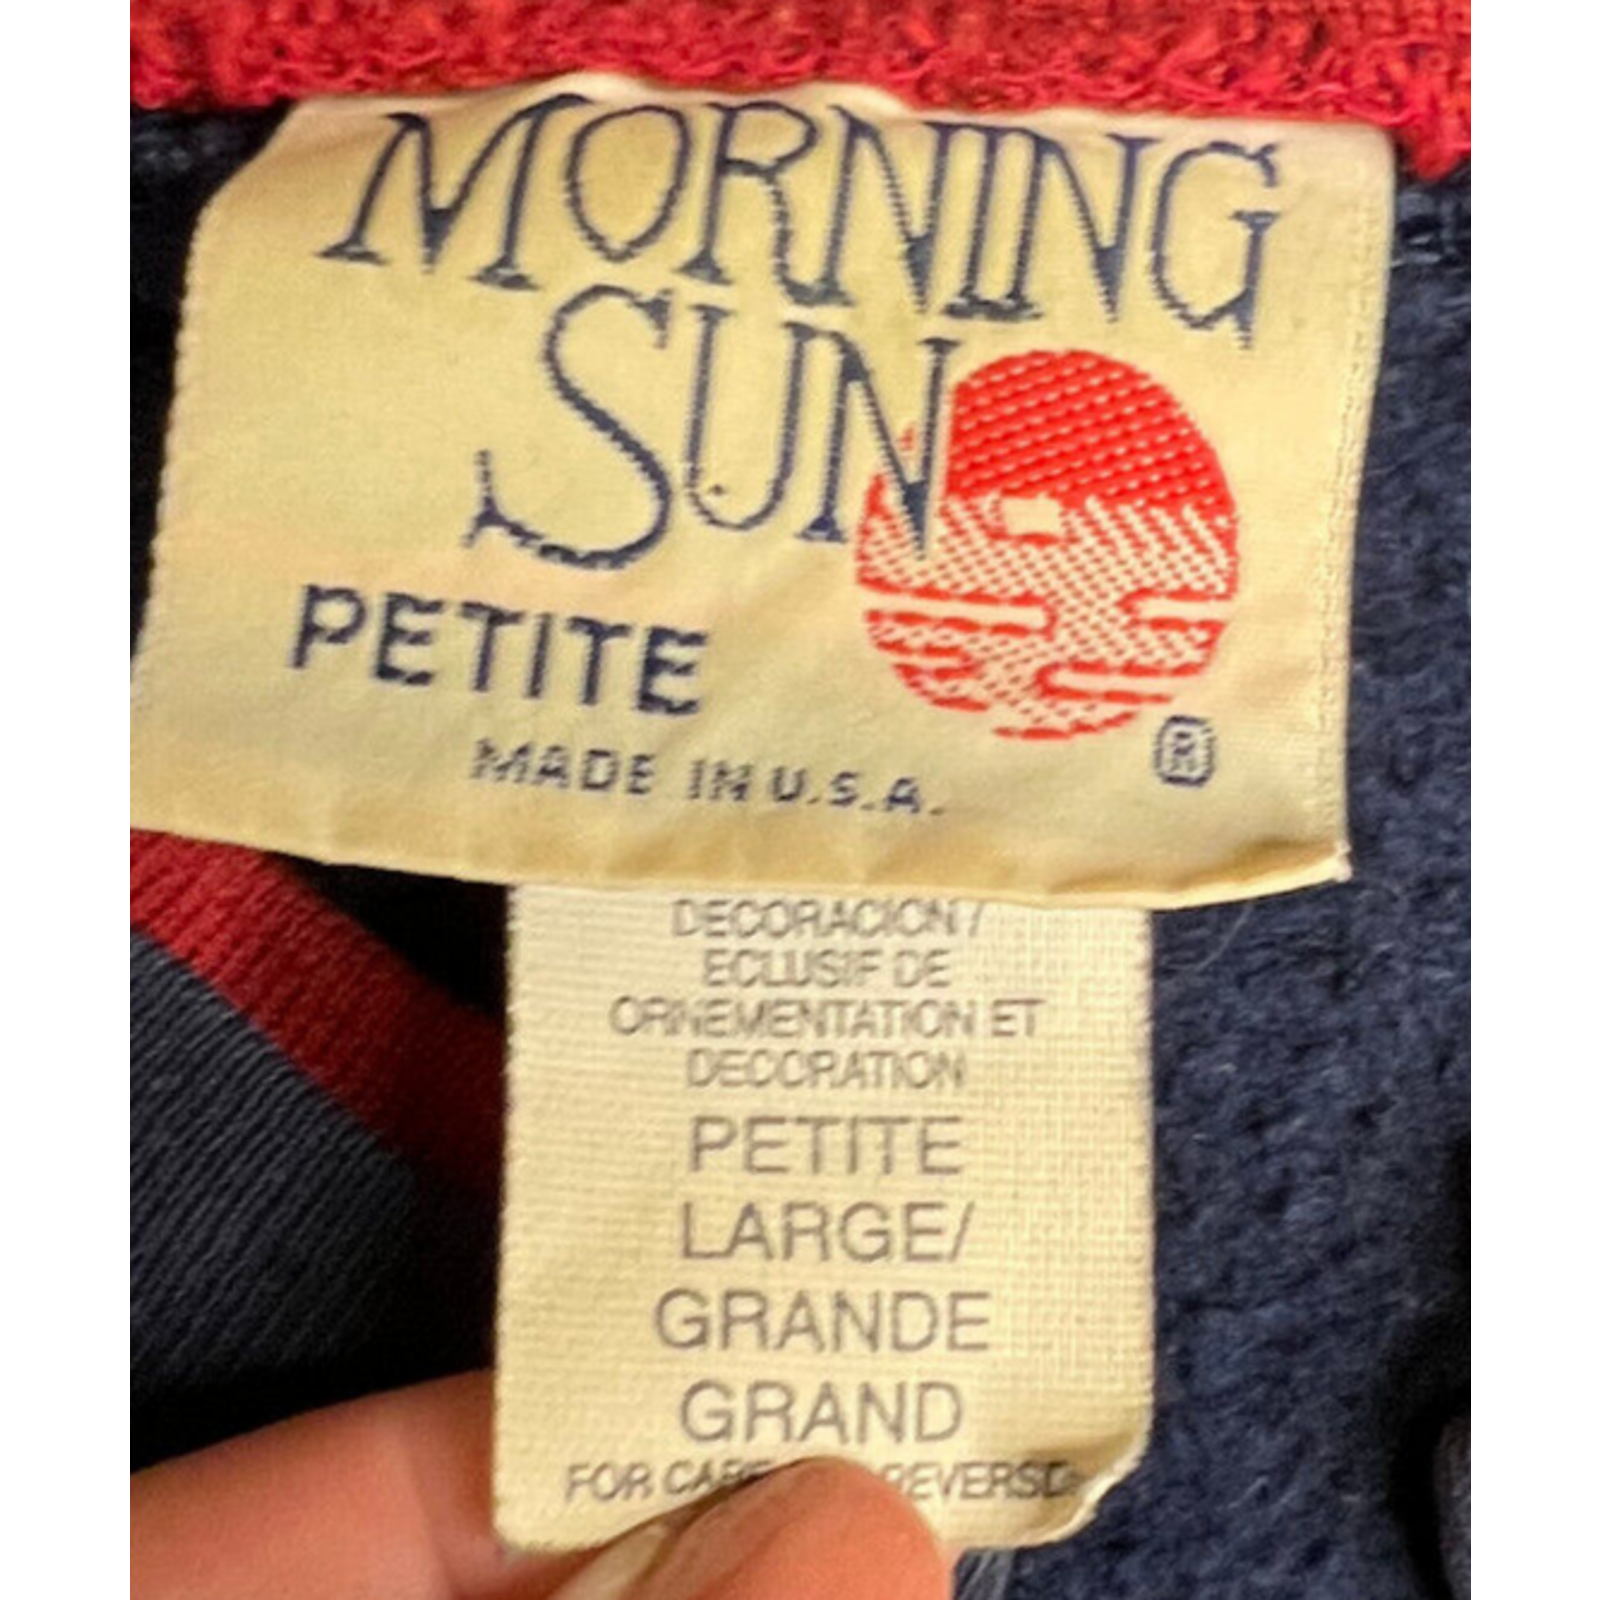 MORNING
SUN
PETITE
MADE IN U.S.A.
®
DECORACION /
ECLUSIF DE
ORNEMENTATION ET
DECORATION
PETITE
LARGE/
GRANDE
GRAND
FOR CARE